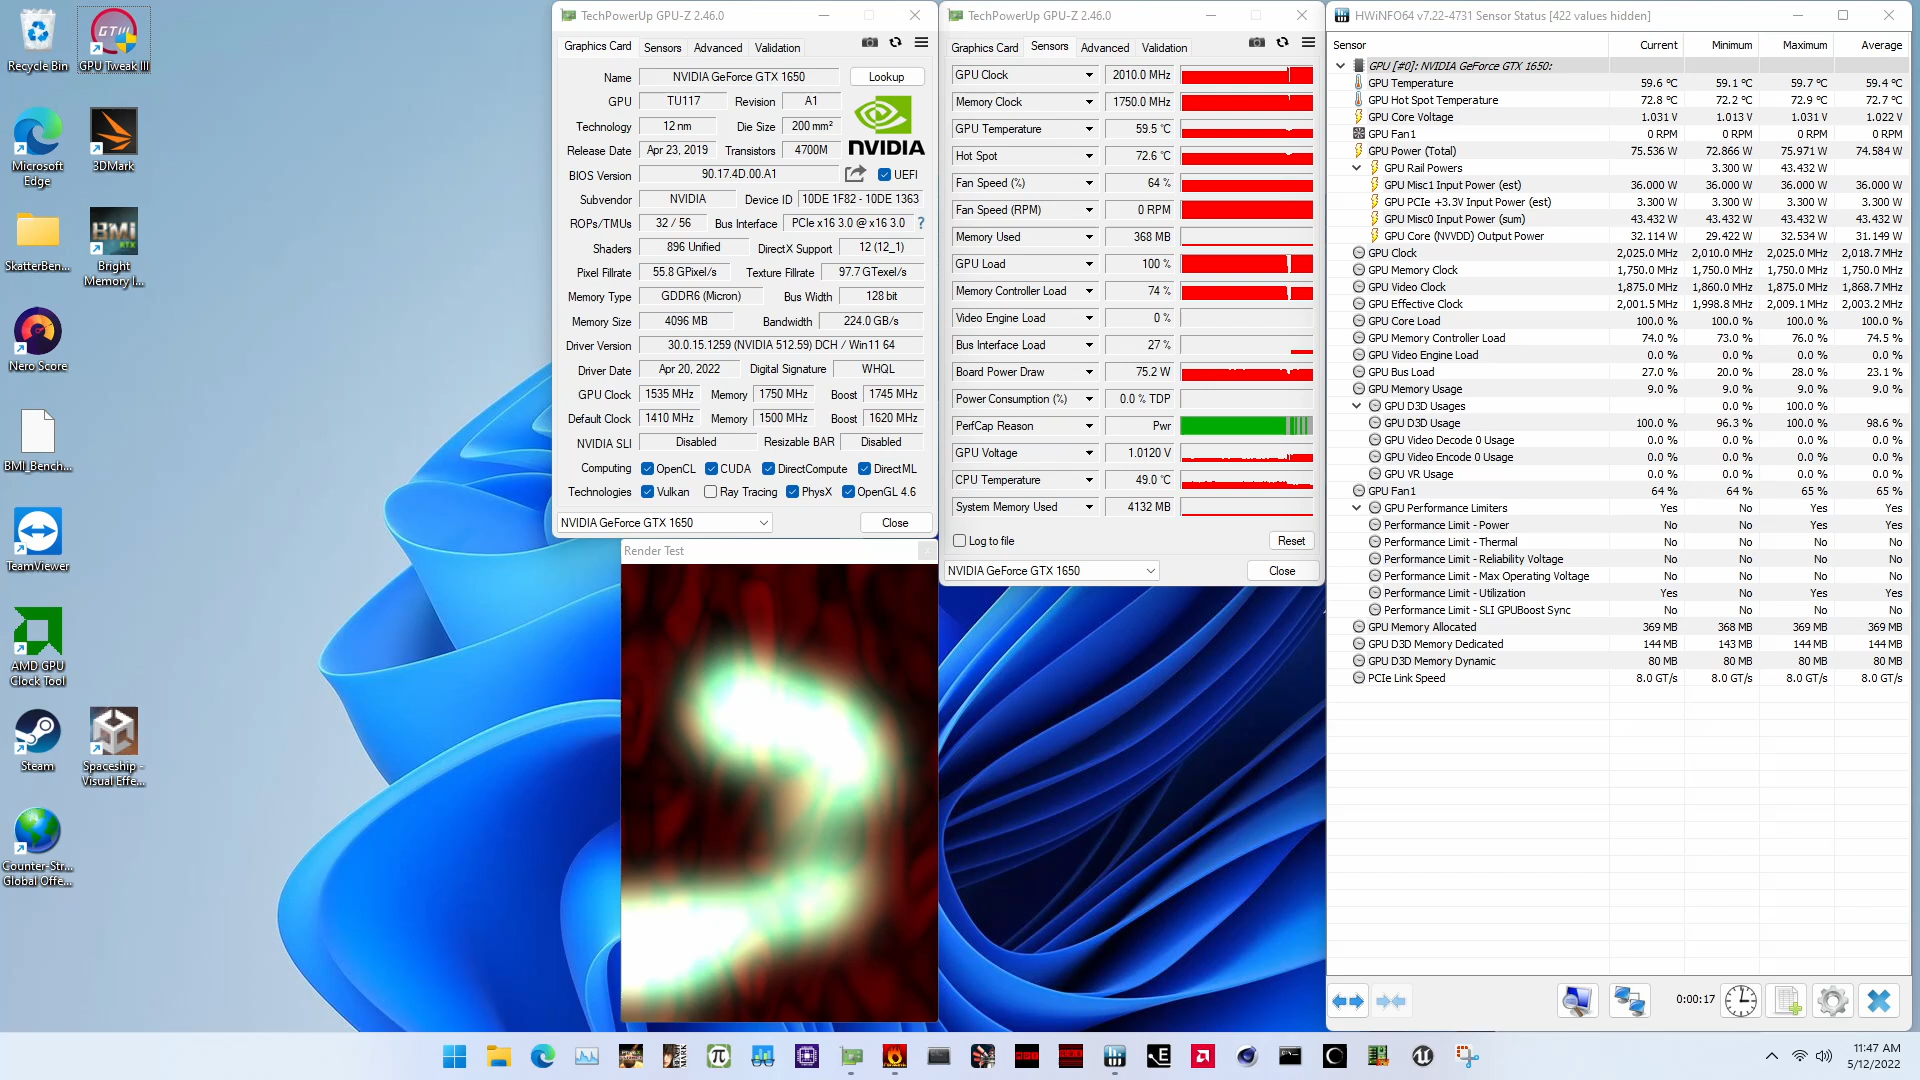 Recycle Bin
GPU Tweak III
Microsoft Edge
3DMark
SkatterBen...
Bright Memory I...
Nero Score
BMI_Bench...
TeamViewer
AMD GPU Clock Tool
Steam
Spaceship - Visual Effe...
Counter-Str... Global Offe...
TechPowerUp GPU-Z 2.46.0
Graphics Card Sensors Advanced Validation
Name NVIDIA GeForce GTX 1650 Lookup
GPU TU117 Revision A1
Technology 12 nm Die Size 200 mm²
Release Date Apr 23, 2019 Transistors 4700M
NVIDIA
BIOS Version 90.17.4D.00.A1 UEFI
Subvendor NVIDIA Device ID 10DE 1F82 - 10DE 1363
ROPs/TMUs 32 / 56 Bus Interface PCIe x16 3.0 @ x16 3.0 ?
Shaders 896 Unified DirectX Support 12 (12_1)
Pixel Fillrate 55.8 GPixel/s Texture Fillrate 97.7 GTexel/s
Memory Type GDDR6 (Micron) Bus Width 128 bit
Memory Size 4096 MB Bandwidth 224.0 GB/s
Driver Version 30.0.15.1259 (NVIDIA 512.59) DCH / Win11 64
Driver Date Apr 20, 2022 Digital Signature WHQL
GPU Clock 1535 MHz Memory 1750 MHz Boost 1745 MHz
Default Clock 1410 MHz Memory 1500 MHz Boost 1620 MHz
NVIDIA SLI Disabled Resizable BAR Disabled
Computing OpenCL CUDA DirectCompute DirectML
Technologies Vulkan Ray Tracing PhysX OpenGL 4.6
NVIDIA GeForce GTX 1650 Close
Render Test
TechPowerUp GPU-Z 2.46.0
Graphics Card Sensors Advanced Validation
GPU Clock 2010.0 MHz
Memory Clock 1750.0 MHz
GPU Temperature 59.5 °C
Hot Spot 72.6 °C
Fan Speed (%) 64 %
Fan Speed (RPM) 0 RPM
Memory Used 368 MB
GPU Load 100 %
Memory Controller Load 74 %
Video Engine Load 0 %
Bus Interface Load 27 %
Board Power Draw 75.2 W
Power Consumption (%) 0.0 % TDP
PerfCap Reason Pwr
GPU Voltage 1.0120 V
CPU Temperature 49.0 °C
System Memory Used 4132 MB
Log to file Reset
NVIDIA GeForce GTX 1650 Close
HWiNFO64 v7.22-4731 Sensor Status [422 values hidden]
Sensor Current Minimum Maximum Average
GPU [#0]: NVIDIA GeForce GTX 1650:
GPU Temperature 59.6 °C 59.1 °C 59.7 °C 59.4 °C
GPU Hot Spot Temperature 72.8 °C 72.2 °C 72.9 °C 72.7 °C
GPU Core Voltage 1.031 V 1.013 V 1.031 V 1.022 V
GPU Fan1 0 RPM 0 RPM 0 RPM 0 RPM
GPU Power (Total) 75.536 W 72.866 W 75.971 W 74.584 W
GPU Rail Powers 3.300 W 43.432 W
GPU Misc1 Input Power (est) 36.000 W 36.000 W 36.000 W 36.000 W
GPU PCIe +3.3V Input Power (est) 3.300 W 3.300 W 3.300 W 3.300 W
GPU Misc0 Input Power (sum) 43.432 W 43.432 W 43.432 W 43.432 W
GPU Core (NVVDD) Output Power 32.114 W 29.422 W 32.534 W 31.149 W
GPU Clock 2,025.0 MHz 2,010.0 MHz 2,025.0 MHz 2,018.7 MHz
GPU Memory Clock 1,750.0 MHz 1,750.0 MHz 1,750.0 MHz 1,750.0 MHz
GPU Video Clock 1,875.0 MHz 1,860.0 MHz 1,875.0 MHz 1,868.7 MHz
GPU Effective Clock 2,001.5 MHz 1,998.8 MHz 2,009.1 MHz 2,003.2 MHz
GPU Core Load 100.0 % 100.0 % 100.0 % 100.0 %
GPU Memory Controller Load 74.0 % 73.0 % 76.0 % 74.5 %
GPU Video Engine Load 0.0 % 0.0 % 0.0 % 0.0 %
GPU Bus Load 27.0 % 20.0 % 28.0 % 23.1 %
GPU Memory Usage 9.0 % 9.0 % 9.0 % 9.0 %
GPU D3D Usages 0.0 % 100.0 %
GPU D3D Usage 100.0 % 96.3 % 100.0 % 98.6 %
GPU Video Decode 0 Usage 0.0 % 0.0 % 0.0 % 0.0 %
GPU Video Encode 0 Usage 0.0 % 0.0 % 0.0 % 0.0 %
GPU VR Usage 0.0 % 0.0 % 0.0 % 0.0 %
GPU Fan1 64 % 64 % 65 % 65 %
GPU Performance Limiters Yes No Yes Yes
Performance Limit - Power No No Yes Yes
Performance Limit - Thermal No No No No
Performance Limit - Reliability Voltage No No No No
Performance Limit - Max Operating Voltage No No No No
Performance Limit - Utilization Yes No Yes Yes
Performance Limit - SLI GPUBoost Sync No No No No
GPU Memory Allocated 369 MB 368 MB 369 MB 369 MB
GPU D3D Memory Dedicated 144 MB 143 MB 144 MB 144 MB
GPU D3D Memory Dynamic 80 MB 80 MB 80 MB 80 MB
PCIe Link Speed 8.0 GT/s 8.0 GT/s 8.0 GT/s 8.0 GT/s
0:00:17
11:47 AM
5/12/2022